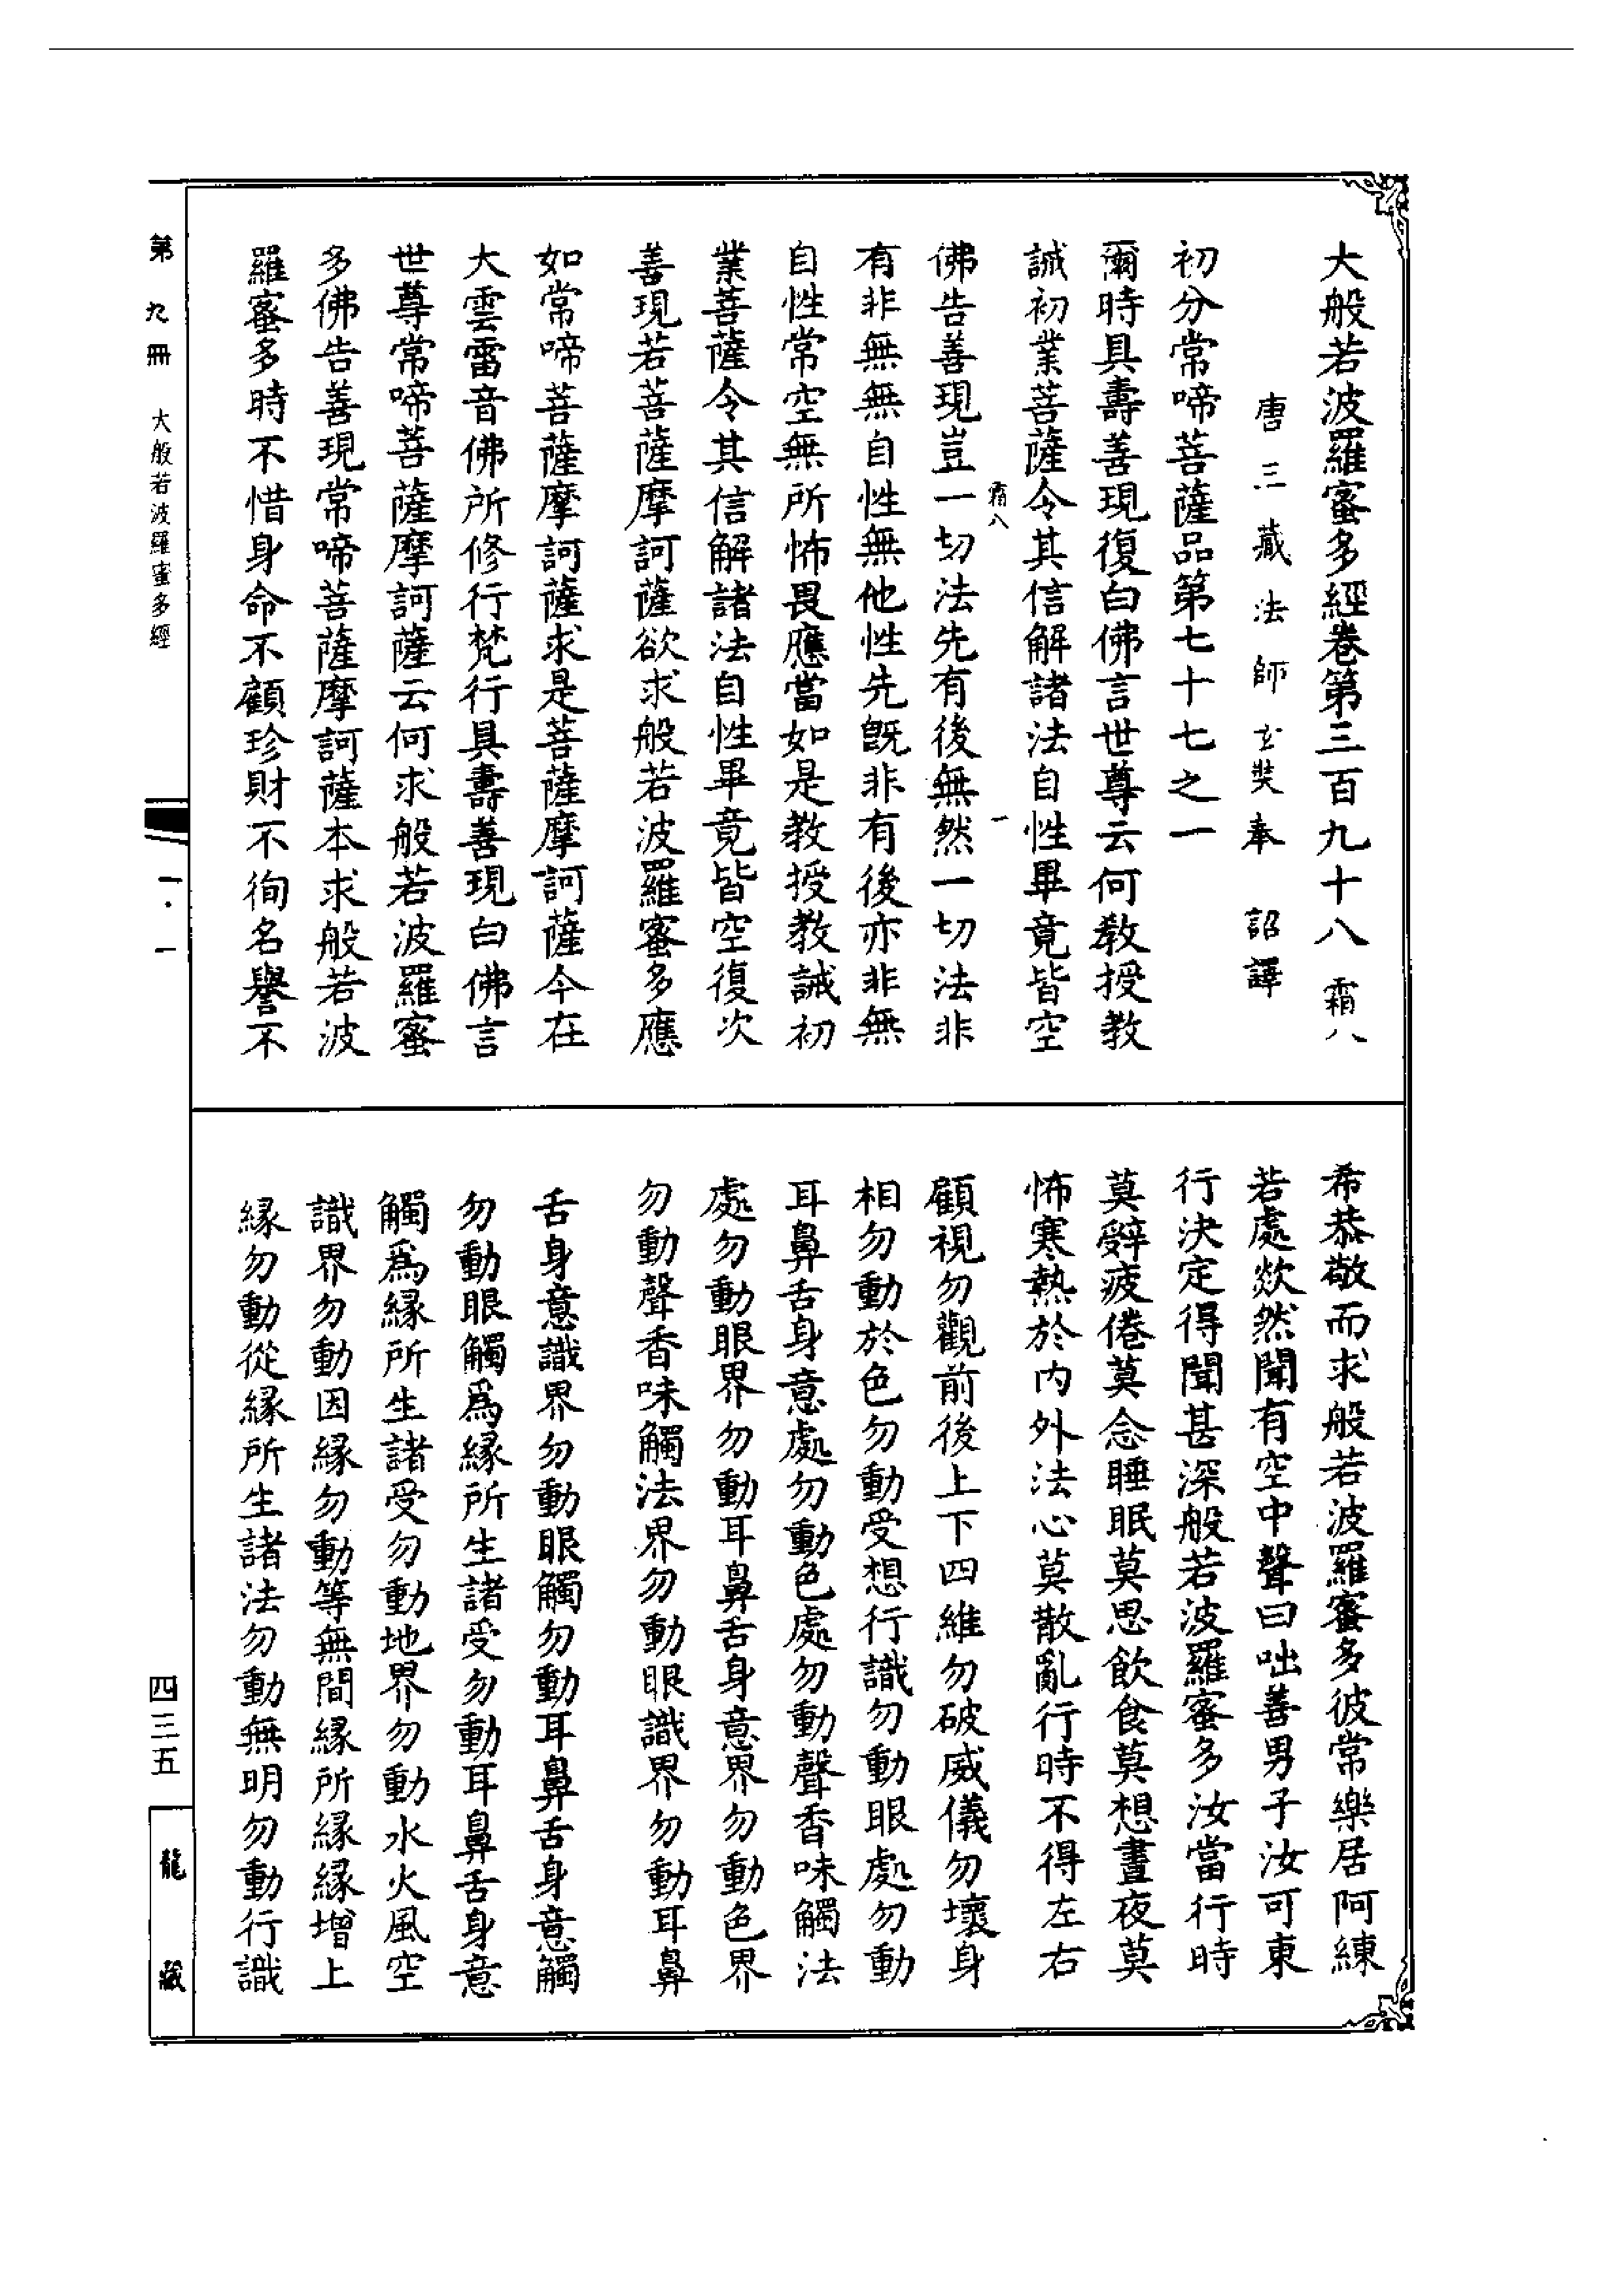 大般若波羅蜜多經卷第三百九十八 霜八
唐三藏法師玄奘奉 詔譯
初分常啼菩薩品第七十七之一
爾時具壽善現復白佛言世尊云何教授教
誡初業菩薩令其信解諸法自性畢竟皆空
霜八 一
佛告善現豈一切法先有後無然一切法非
有非無無自性無他性先既非有後亦非無
自性常空無所怖畏應當如是教授教誡初
業菩薩令其信解諸法自性畢竟皆空復次
善現若菩薩摩訶薩欲求般若波羅蜜多應
如常啼菩薩摩訶薩求是菩薩摩訶薩今在
大雲雷音佛所修行梵行具壽善現白佛言
世尊常啼菩薩摩訶薩云何求般若波羅蜜
多佛告善現常啼菩薩摩訶薩本求般若波
羅蜜多時不惜身命不顧珍財不徇名譽不
希恭敬而求般若波羅蜜多彼常樂居阿練
若處欻然聞有空中聲曰咄善男子汝可東
行決定得聞甚深般若波羅蜜多汝當行時
莫辭疲倦莫念睡眠莫思飲食莫想晝夜莫
怖寒熱於內外法心莫散亂行時不得左右
顧視勿觀前後上下四維勿破威儀勿壞身
相勿動於色勿動受想行識勿動眼處勿動
耳鼻舌身意處勿動色處勿動聲香味觸法
處勿動眼界勿動耳鼻舌身意界勿動色界
勿動聲香味觸法界勿動眼識界勿動耳鼻
舌身意識界勿動眼觸勿動耳鼻舌身意觸
勿動眼觸爲緣所生諸受勿動耳鼻舌身意
觸爲緣所生諸受勿動地界勿動水火風空
識界勿動因緣勿動等無間緣所緣緣增上
緣勿動從緣所生諸法勿動無明勿動行識
第九冊 大般若波羅蜜多經
一·一
四三五
龍藏